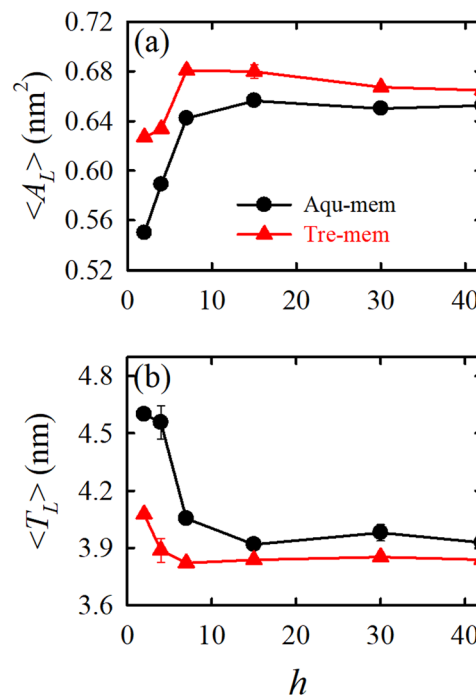 (a)
0.72
0.68
0.64
0.60
0.56
0.52
<A_L> (nm²)
Aqu-mem
Tre-mem
0 10 20 30 40
(b)
4.8
4.5
4.2
3.9
3.6
<T_L> (nm)
0 10 20 30 40
h